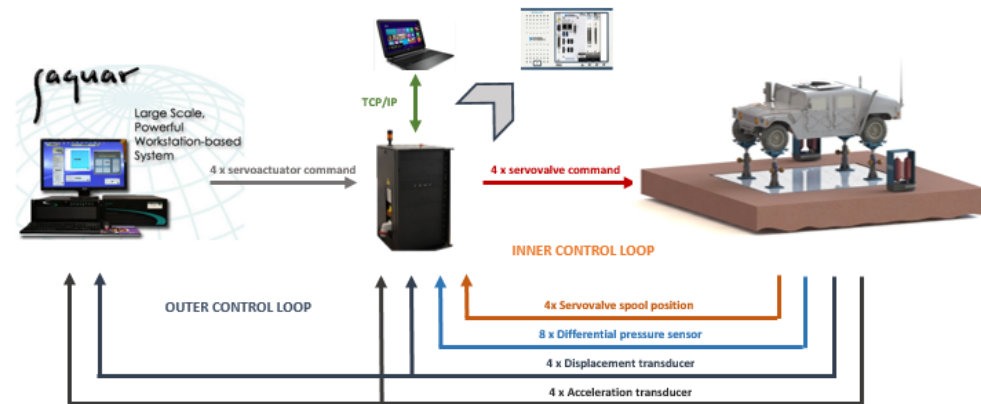 Jaguar
Large Scale,
Powerful
Workstation-based
System
TCP/IP
4 x servoactuator command
4 x servovalve command
INNER CONTROL LOOP
OUTER CONTROL LOOP
4x Servovalve spool position
8 x Differential pressure sensor
4 x Displacement transducer
4 x Acceleration transducer